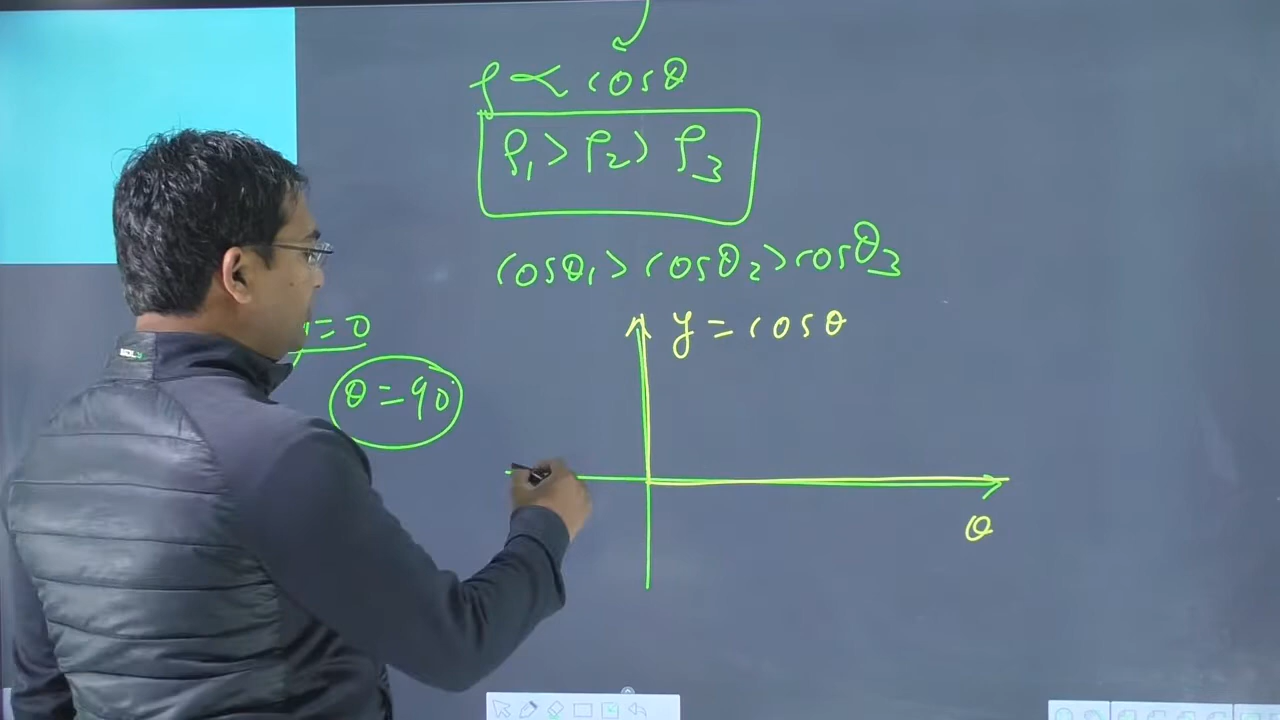 ρ ∝ cosθ
ρ₁ > ρ₂ > ρ₃
cosθ₁ > cosθ₂ > cosθ₃
y = cosθ
= 0
θ = 90°
θ